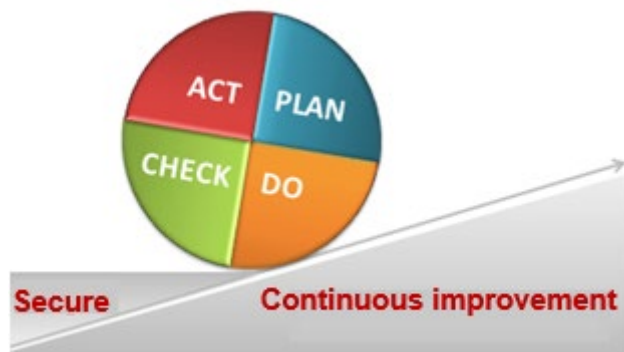 ACT
PLAN
CHECK
DO
Secure
Continuous improvement